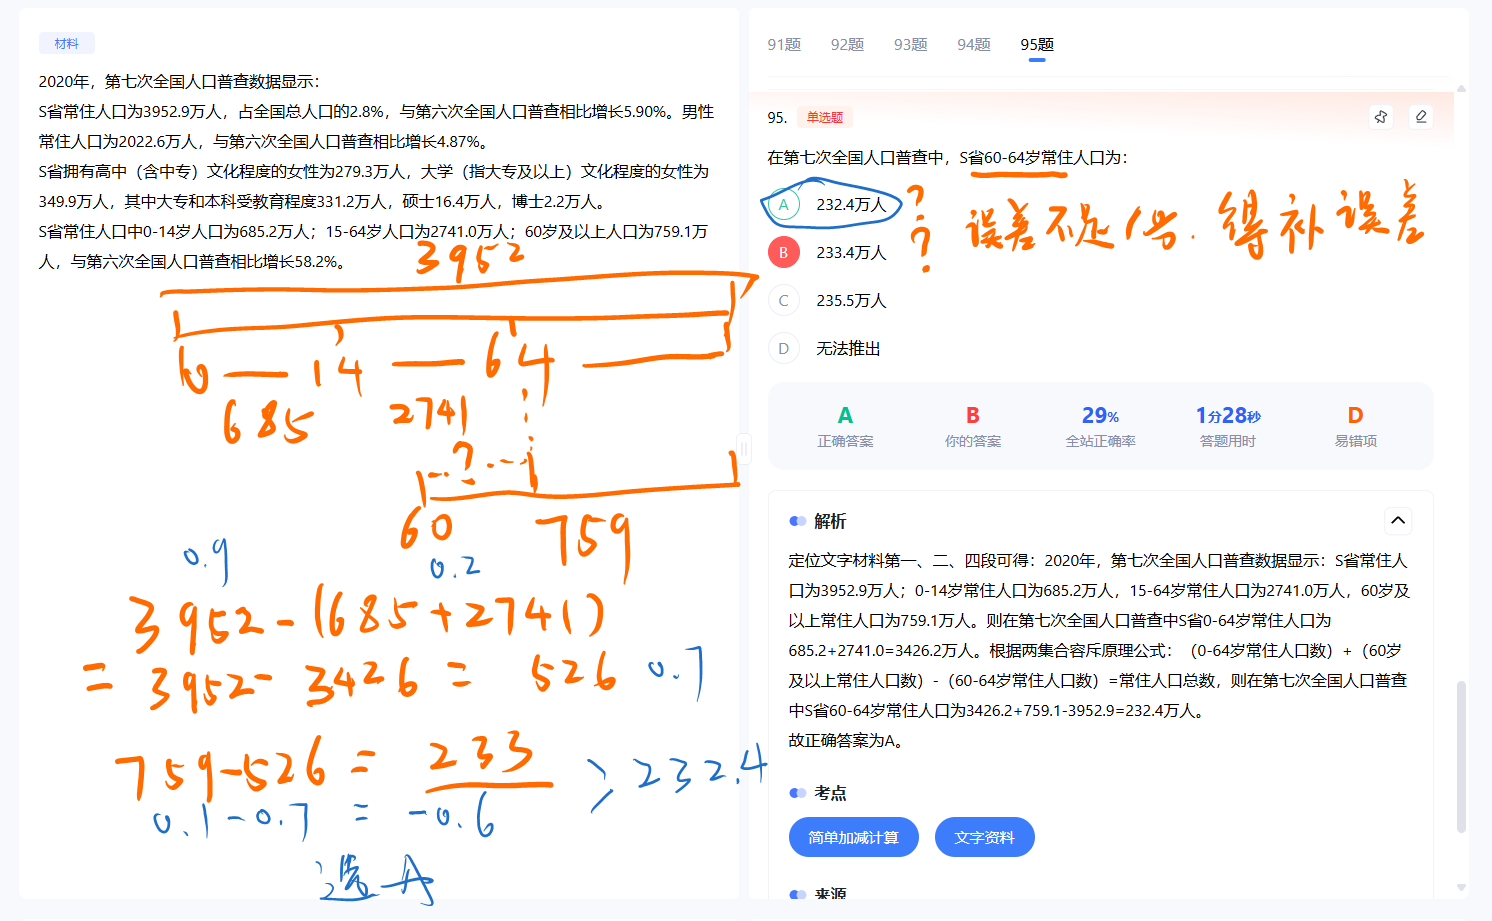 材料
2020年，第七次全国人口普查数据显示：
S省常住人口为3952.9万人，占全国总人口的2.8%，与第六次全国人口普查相比增长5.90%。男性
常住人口为2022.6万人，与第六次全国人口普查相比增长4.87%。
S省拥有高中（含中专）文化程度的女性为279.3万人，大学（指大专及以上）文化程度的女性为
349.9万人，其中大专和本科受教育程度331.2万人，硕士16.4万人，博士2.2万人。
S省常住人口中0-14岁人口为685.2万人；15-64岁人口为2741.0万人；60岁及以上人口为759.1万
人，与第六次全国人口普查相比增长58.2%。
3952
0 — 14 — 64 —
685 2741
?
60 759
0.9 0.2
3952-(685+2741)
=3952-3426=526 0.7
759-526=233 > 232.4
0.1-0.7=-0.6
选A
91题 92题 93题 94题 95题
95. 单选题
在第七次全国人口普查中，S省60-64岁常住人口为：
A 232.4万人 ?
B 233.4万人 ?
误差不足1步. 得补误差
C 235.5万人
D 无法推出
A B 29% 1分28秒 D
正确答案 你的答案 全站正确率 答题用时 易错项
解析
定位文字材料第一、二、四段可得：2020年，第七次全国人口普查数据显示：S省常住人
口为3952.9万人；0-14岁常住人口为685.2万人，15-64岁常住人口为2741.0万人，60岁及
以上常住人口为759.1万人。则在第七次全国人口普查中S省0-64岁常住人口为
685.2+2741.0=3426.2万人。根据两集合容斥原理公式：（0-64岁常住人口数）+（60岁
及以上常住人口数）-（60-64岁常住人口数）=常住人口总数，则在第七次全国人口普查
中S省60-64岁常住人口为3426.2+759.1-3952.9=232.4万人。
故正确答案为A。
考点
简单加减计算 文字资料
来源